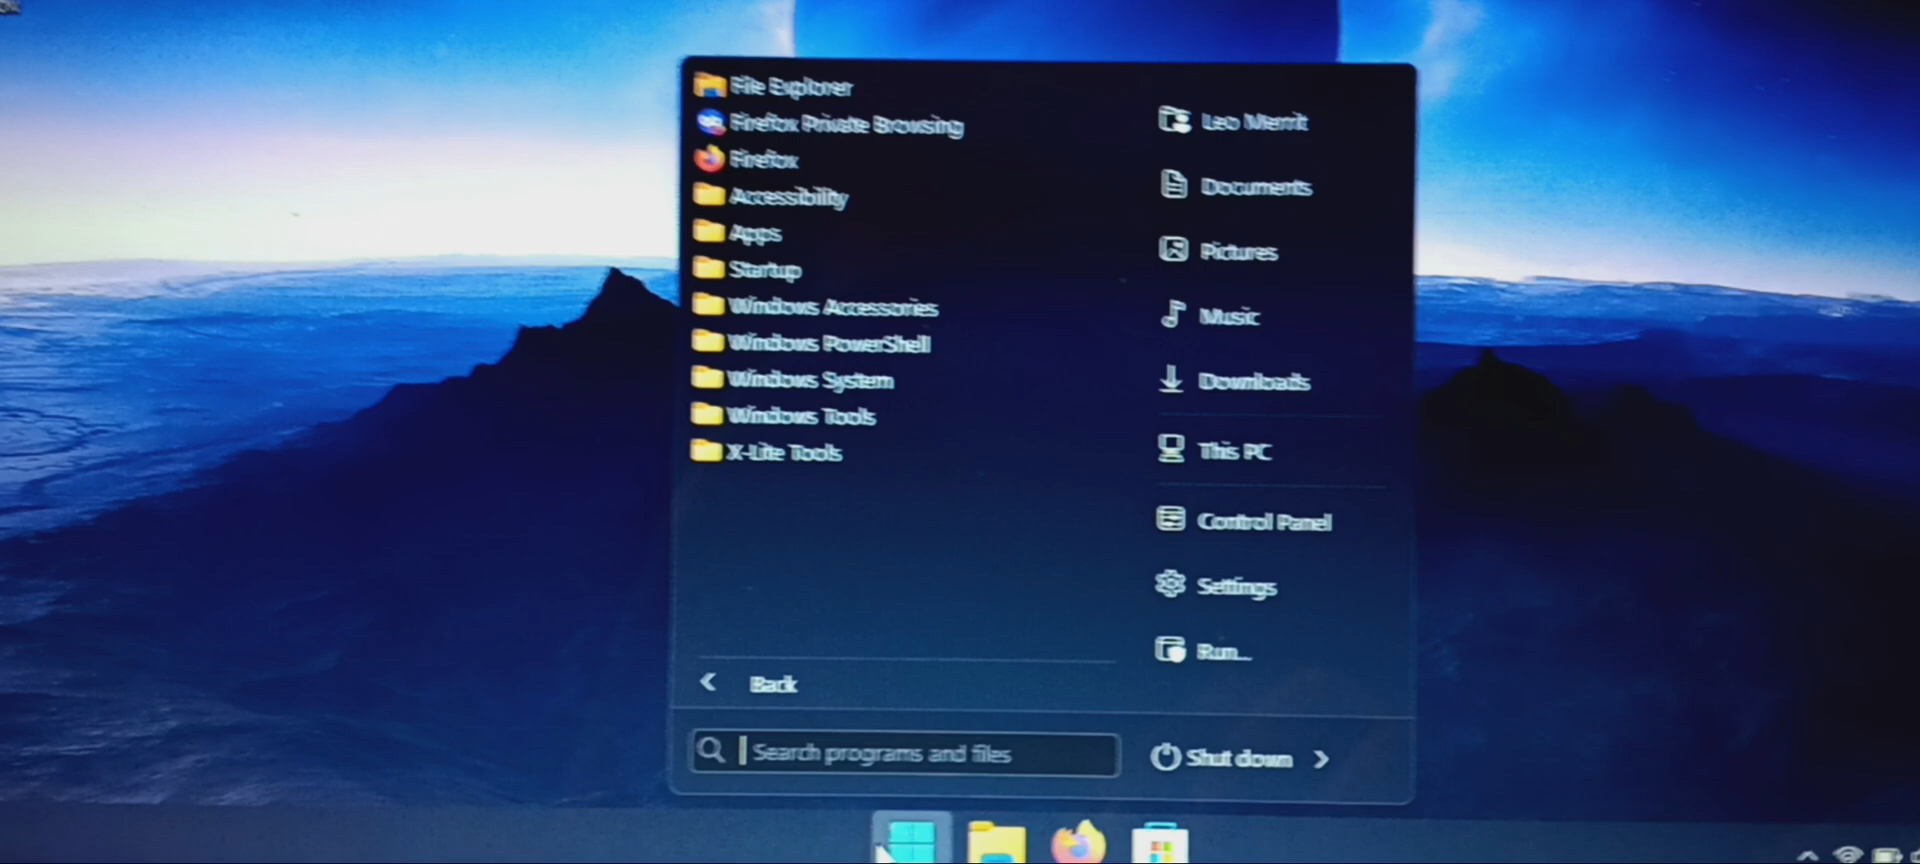 File Explorer
Firefox Private Browsing
Firefox
Accessibility
Apps
Startup
Windows Accessories
Windows PowerShell
Windows System
Windows Tools
X-Lite Tools
Back
Search programs and files
Leo Merrit
Documents
Pictures
Music
Downloads
This PC
Control Panel
Settings
Run...
Shut down